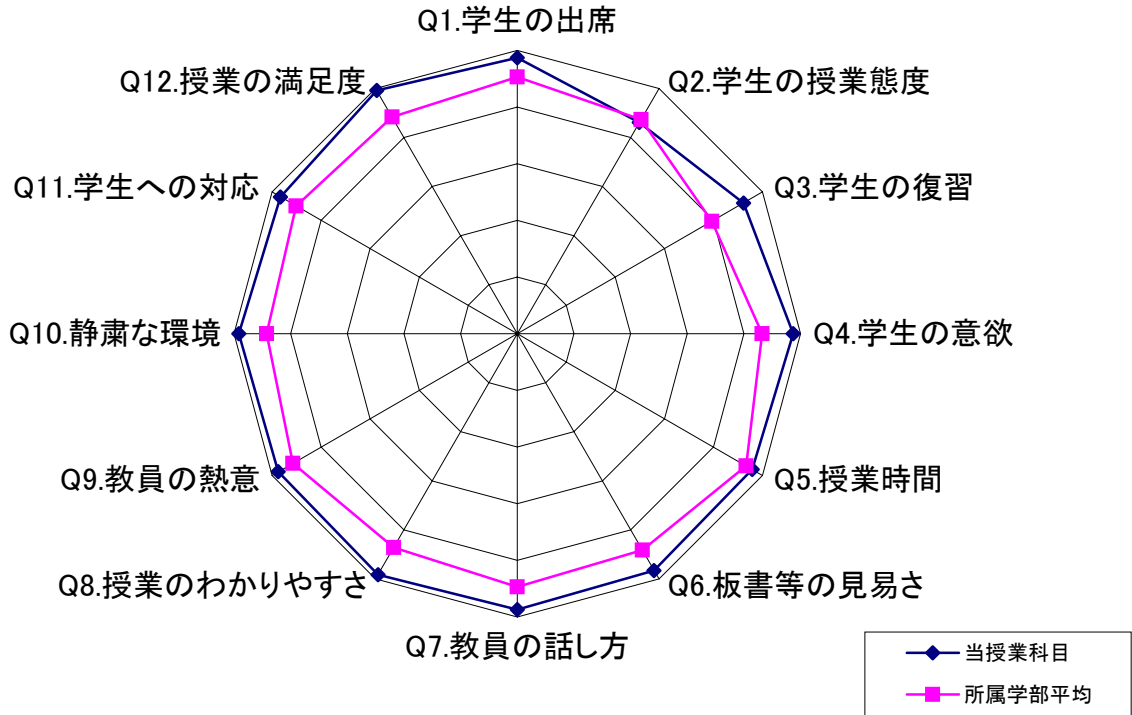 Q1.学生の出席
Q2.学生の授業態度
Q3.学生の復習
Q4.学生の意欲
Q5.授業時間
Q6.板書等の見易さ
Q7.教員の話し方
Q8.授業のわかりやすさ
Q9.教員の熱意
Q10.静粛な環境
Q11.学生への対応
Q12.授業の満足度
当授業科目
所属学部平均